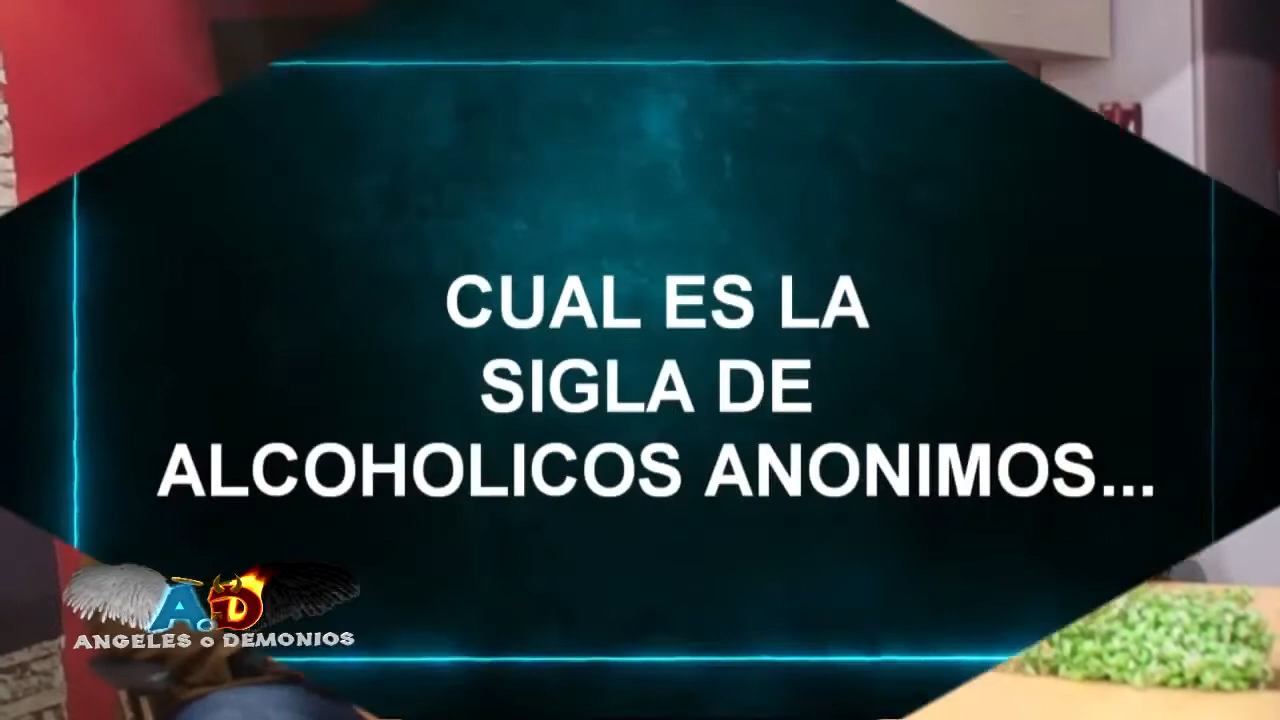 CUAL ES LA
SIGLA DE
ALCOHOLICOS ANONIMOS...
A.D
ANGELES o DEMONIOS